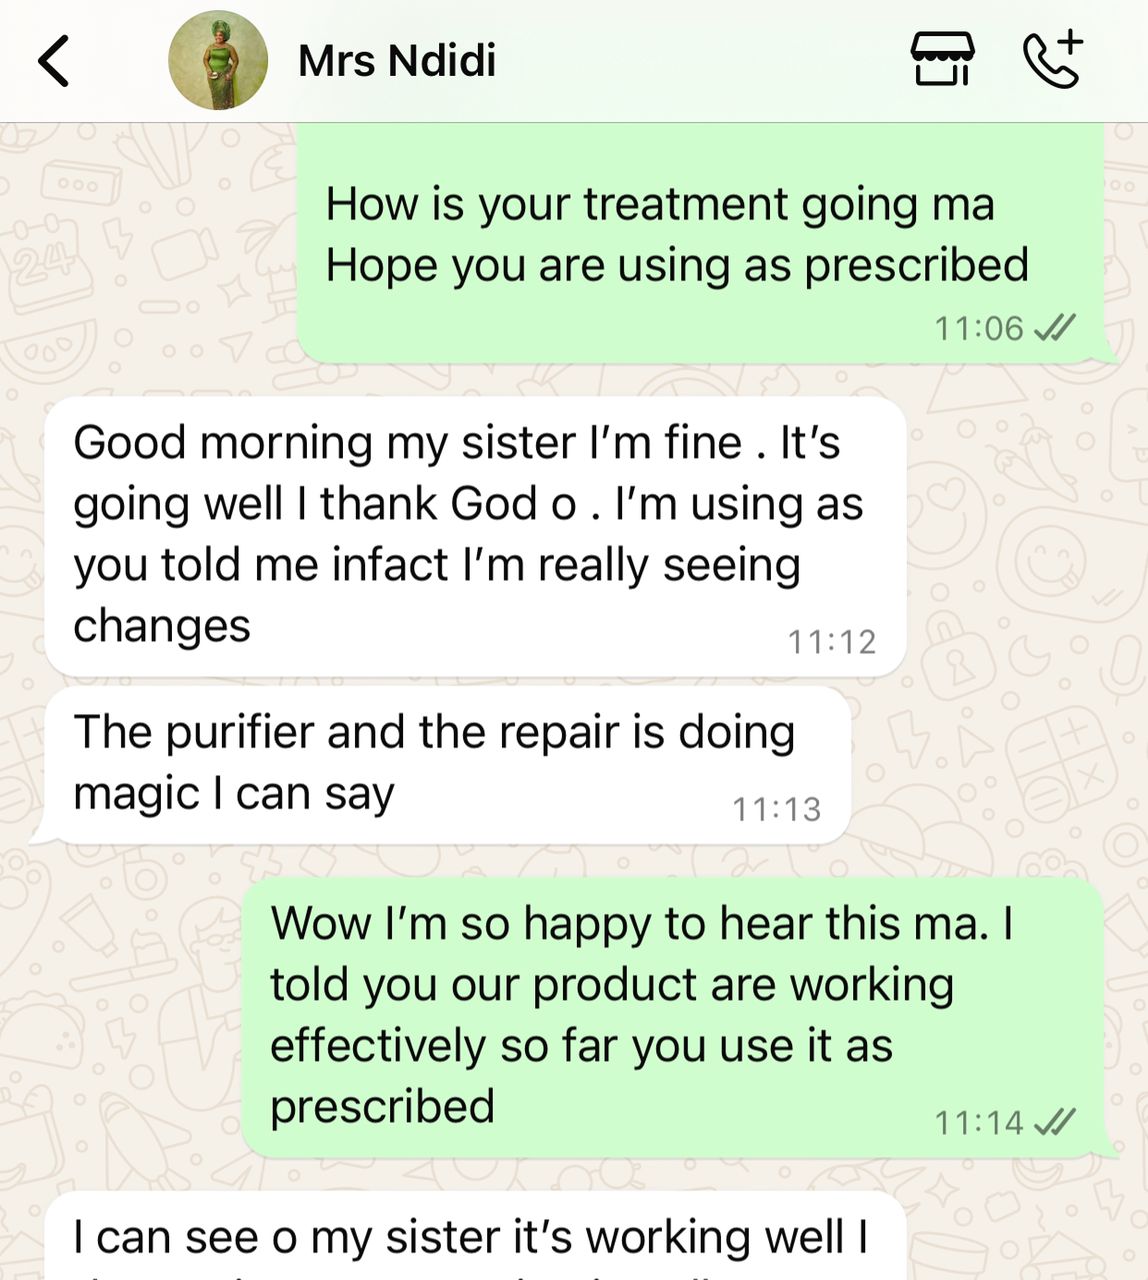 Mrs Ndidi
How is your treatment going ma
Hope you are using as prescribed
11:06
Good morning my sister I'm fine . It's
going well I thank God o . I'm using as
you told me infact I'm really seeing
changes
11:12
The purifier and the repair is doing
magic I can say
11:13
Wow I'm so happy to hear this ma. I
told you our product are working
effectively so far you use it as
prescribed
11:14
I can see o my sister it's working well I